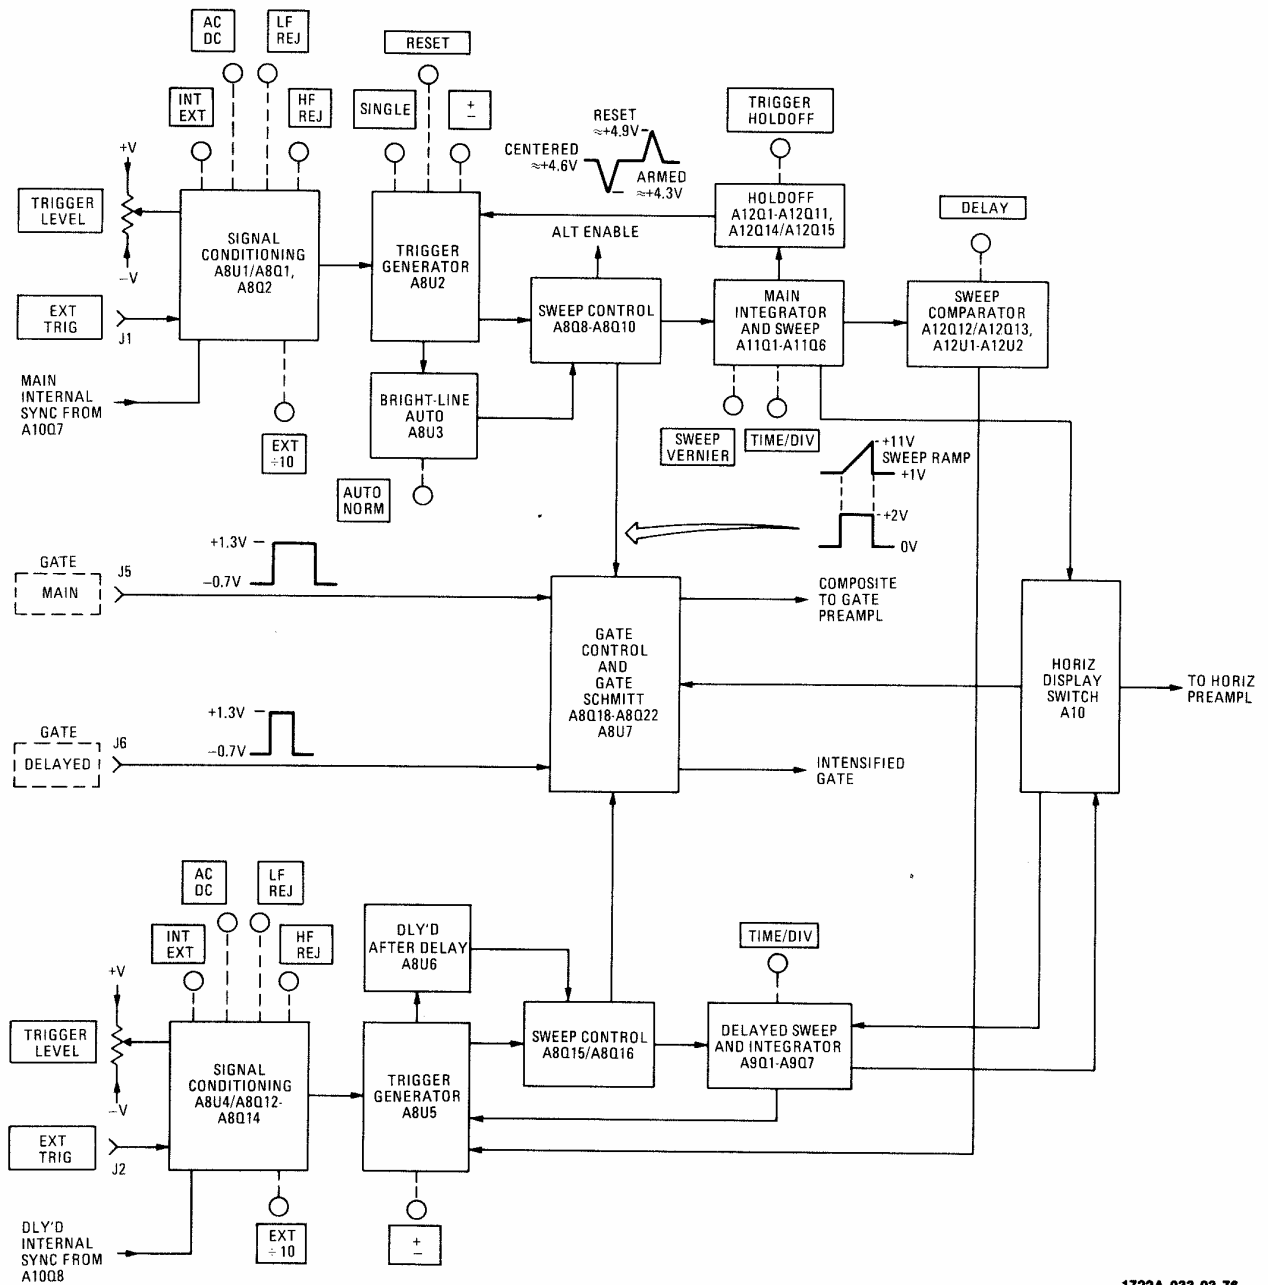 AC
DC
LF
REJ
INT
EXT
HF
REJ
RESET
SINGLE
+
−
+V
TRIGGER
LEVEL
−V
EXT
TRIG
J1
MAIN
INTERNAL
SYNC FROM
A10Q7
SIGNAL
CONDITIONING
A8U1/A8Q1,
A8Q2
EXT
÷10
TRIGGER
GENERATOR
A8U2
BRIGHT-LINE
AUTO
A8U3
AUTO
NORM
RESET
≈+4.9V
CENTERED
≈+4.6V
ARMED
≈+4.3V
ALT ENABLE
SWEEP CONTROL
A8Q8-A8Q10
TRIGGER
HOLDOFF
HOLDOFF
A12Q1-A12Q11,
A12Q14/A12Q15
MAIN
INTEGRATOR
AND SWEEP
A11Q1-A11Q6
SWEEP
VERNIER
TIME/DIV
DELAY
SWEEP
COMPARATOR
A12Q12/A12Q13,
A12U1-A12U2
+11V
SWEEP RAMP
+1V
+2V
0V
GATE
MAIN
J5
+1.3V
−0.7V
GATE
DELAYED
J6
+1.3V
−0.7V
GATE
CONTROL
AND
GATE
SCHMITT
A8Q18-A8Q22
A8U7
COMPOSITE
TO GATE
PREAMPL
INTENSIFIED
GATE
HORIZ
DISPLAY
SWITCH
A10
TO HORIZ
PREAMPL
AC
DC
LF
REJ
INT
EXT
HF
REJ
+V
TRIGGER
LEVEL
−V
EXT
TRIG
J2
DLY'D
INTERNAL
SYNC FROM
A10Q8
SIGNAL
CONDITIONING
A8U4/A8Q12-
A8Q14
EXT
÷10
DLY'D
AFTER DELAY
A8U6
TRIGGER
GENERATOR
A8U5
+
−
SWEEP CONTROL
A8Q15/A8Q16
TIME/DIV
DELAYED SWEEP
AND INTEGRATOR
A9Q1-A9Q7
1722A-033-03-76